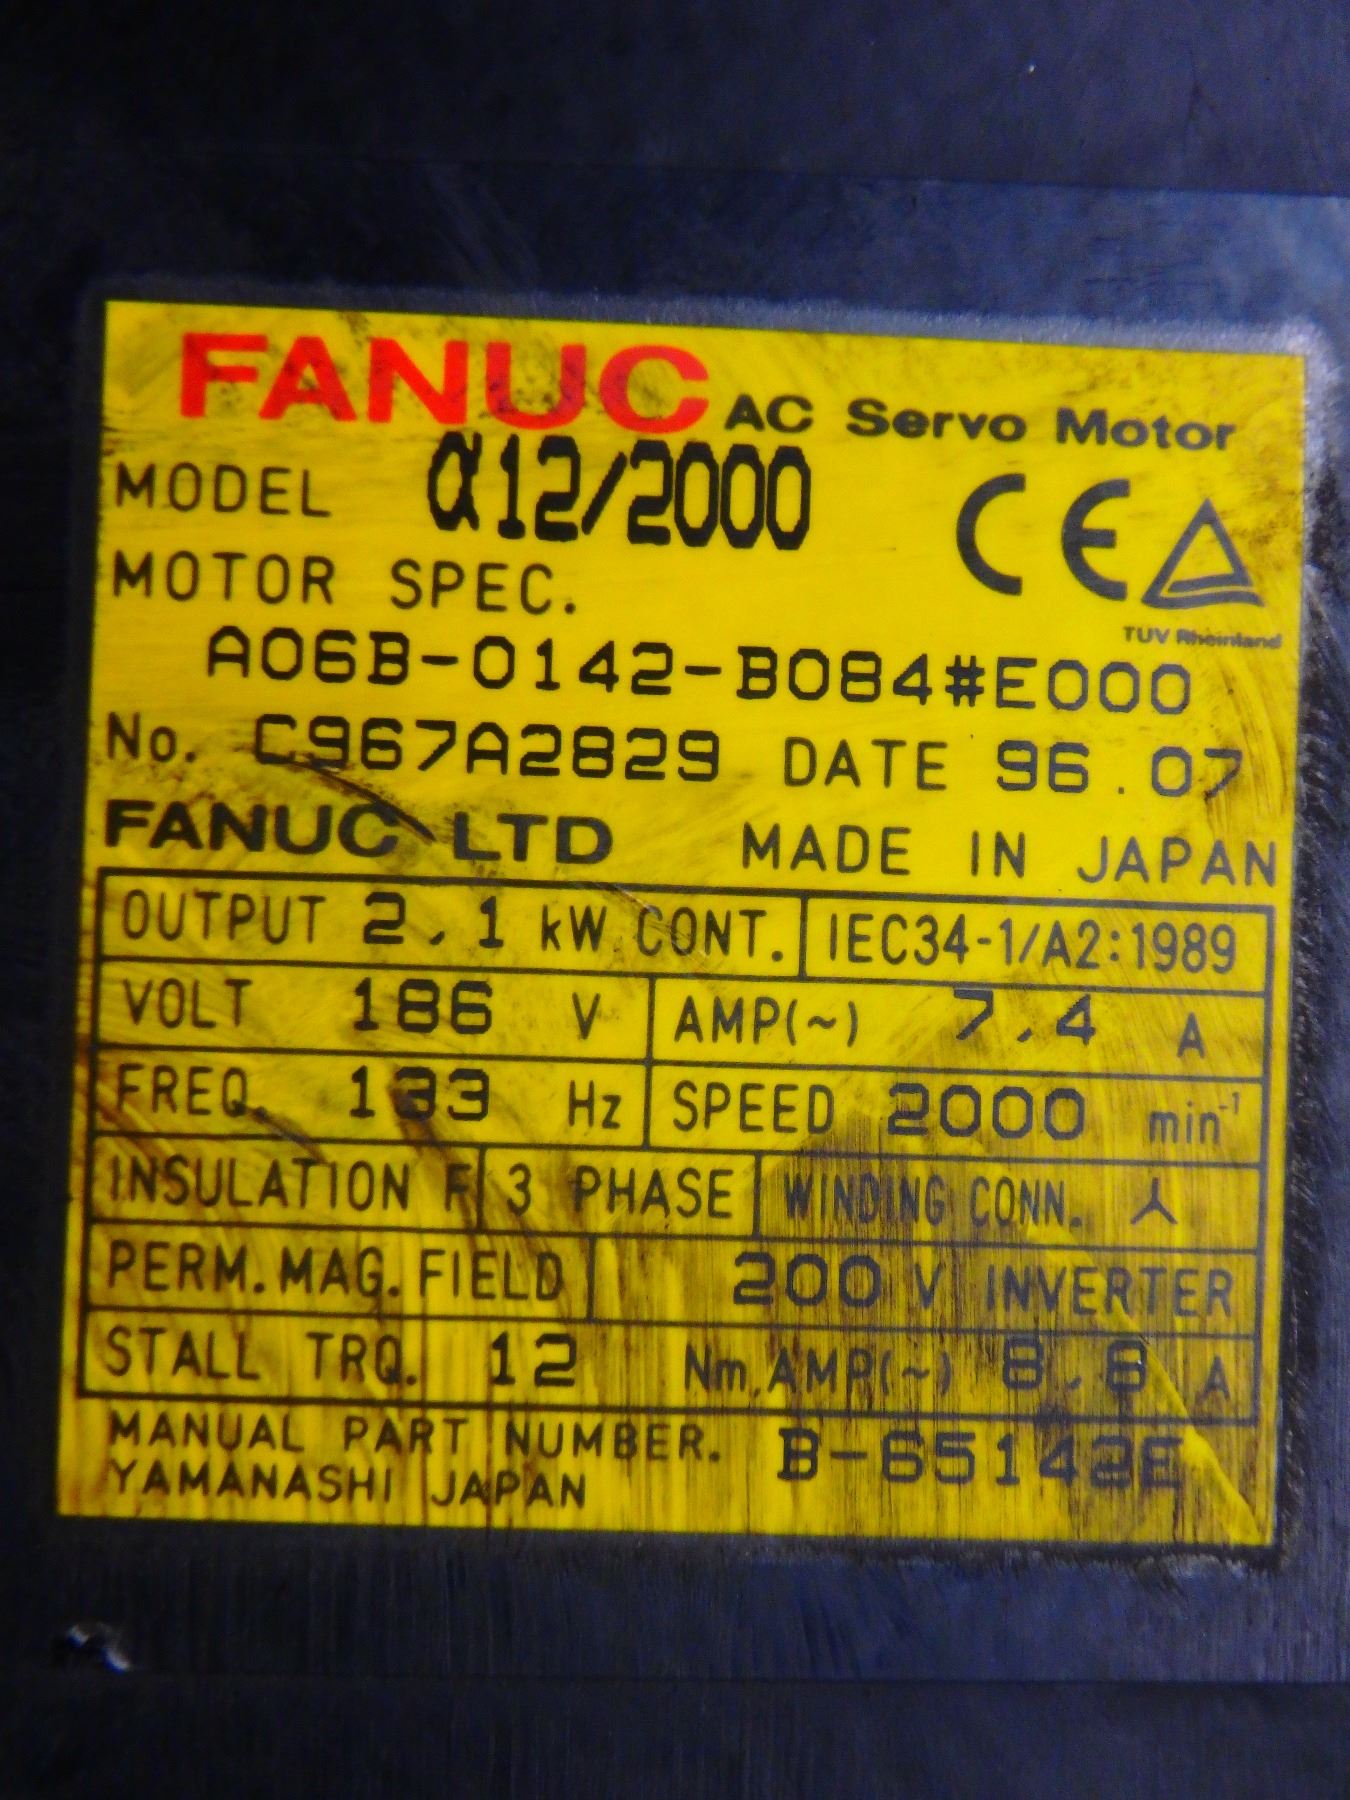 FANUC AC Servo Motor
MODEL α12/2000
CE
TUV Rheinland
MOTOR SPEC.
A06B-0142-B084#E000
No. C967A2829 DATE 96.07
FANUC LTD MADE IN JAPAN
OUTPUT 2.1 kW CONT. IEC34-1/A2:1989
VOLT 186 V AMP(~) 7.4 A
FREQ. 133 Hz SPEED 2000 min⁻¹
INSULATION F 3 PHASE WINDING CONN.
PERM. MAG. FIELD 200 V INVERTER
STALL TRQ. 12 Nm, AMP(~) 8.8 A
MANUAL PART NUMBER. B-65142E
YAMANASHI JAPAN